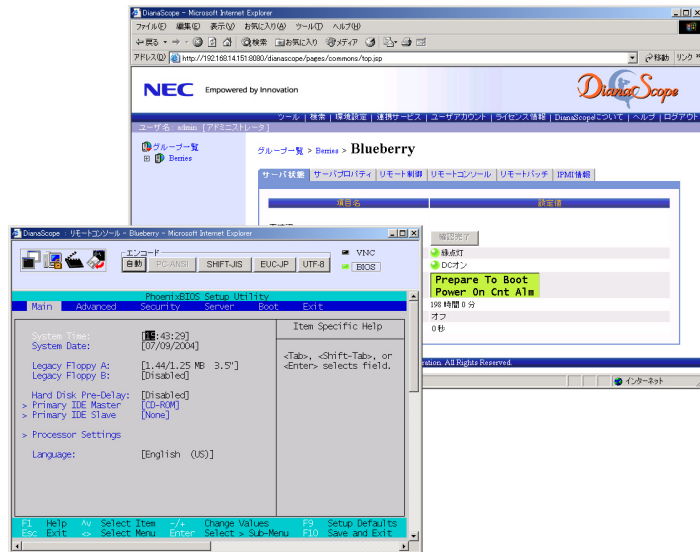 DianaScope - Microsoft Internet Explorer
ファイル(F) 編集(E) 表示(V) お気に入り(A) ツール(T) ヘルプ(H)
戻る 検索 お気に入り メディア
アドレス(D) http://192.168.14.151:8080/dianascope/pages/commons/top.jsp 移動 リンク
NEC Empowered by Innovation DianaScope
ツール | 検索 | 環境設定 | 連携サービス | ユーザアカウント | ライセンス情報 | DianaScopeについて | ヘルプ | ログアウト
ユーザ名: admin [アドミニストレータ]
グループ一覧
Berries
グループ一覧 > Berries > Blueberry
サーバ状態 サーバプロパティ リモート制御 リモートコンソール リモートバッチ IPMI情報
項目名 設定値
確認完了
緑点灯
DCオン
Prepare To Boot
Power On Cnt Alm
198 時間 0 分
オフ
0 秒
ration. All Rights Reserved.
インターネット
DianaScope : リモートコンソール - Blueberry - Microsoft Internet Explorer
エンコード
自動 PC-ANSI SHIFT-JIS EUC-JP UTF-8
VNC
BIOS
PhoenixBIOS Setup Utility
Main Advanced Security Server Boot Exit
Item Specific Help
System Time: :43:29]
System Date: [07/09/2004]
<Tab>, <Shift-Tab>, or
<Enter> selects field.
Legacy Floppy A: [1.44/1.25 MB 3.5"]
Legacy Floppy B: [Disabled]
Hard Disk Pre-Delay: [Disabled]
> Primary IDE Master [CD-ROM]
> Primary IDE Slave [None]
> Processor Settings
Language: [English (US)]
F1 Help ^v Select Item -/+ Change Values F9 Setup Defaults
Esc Exit <> Select Menu Enter Select > Sub-Menu F10 Save and Exit